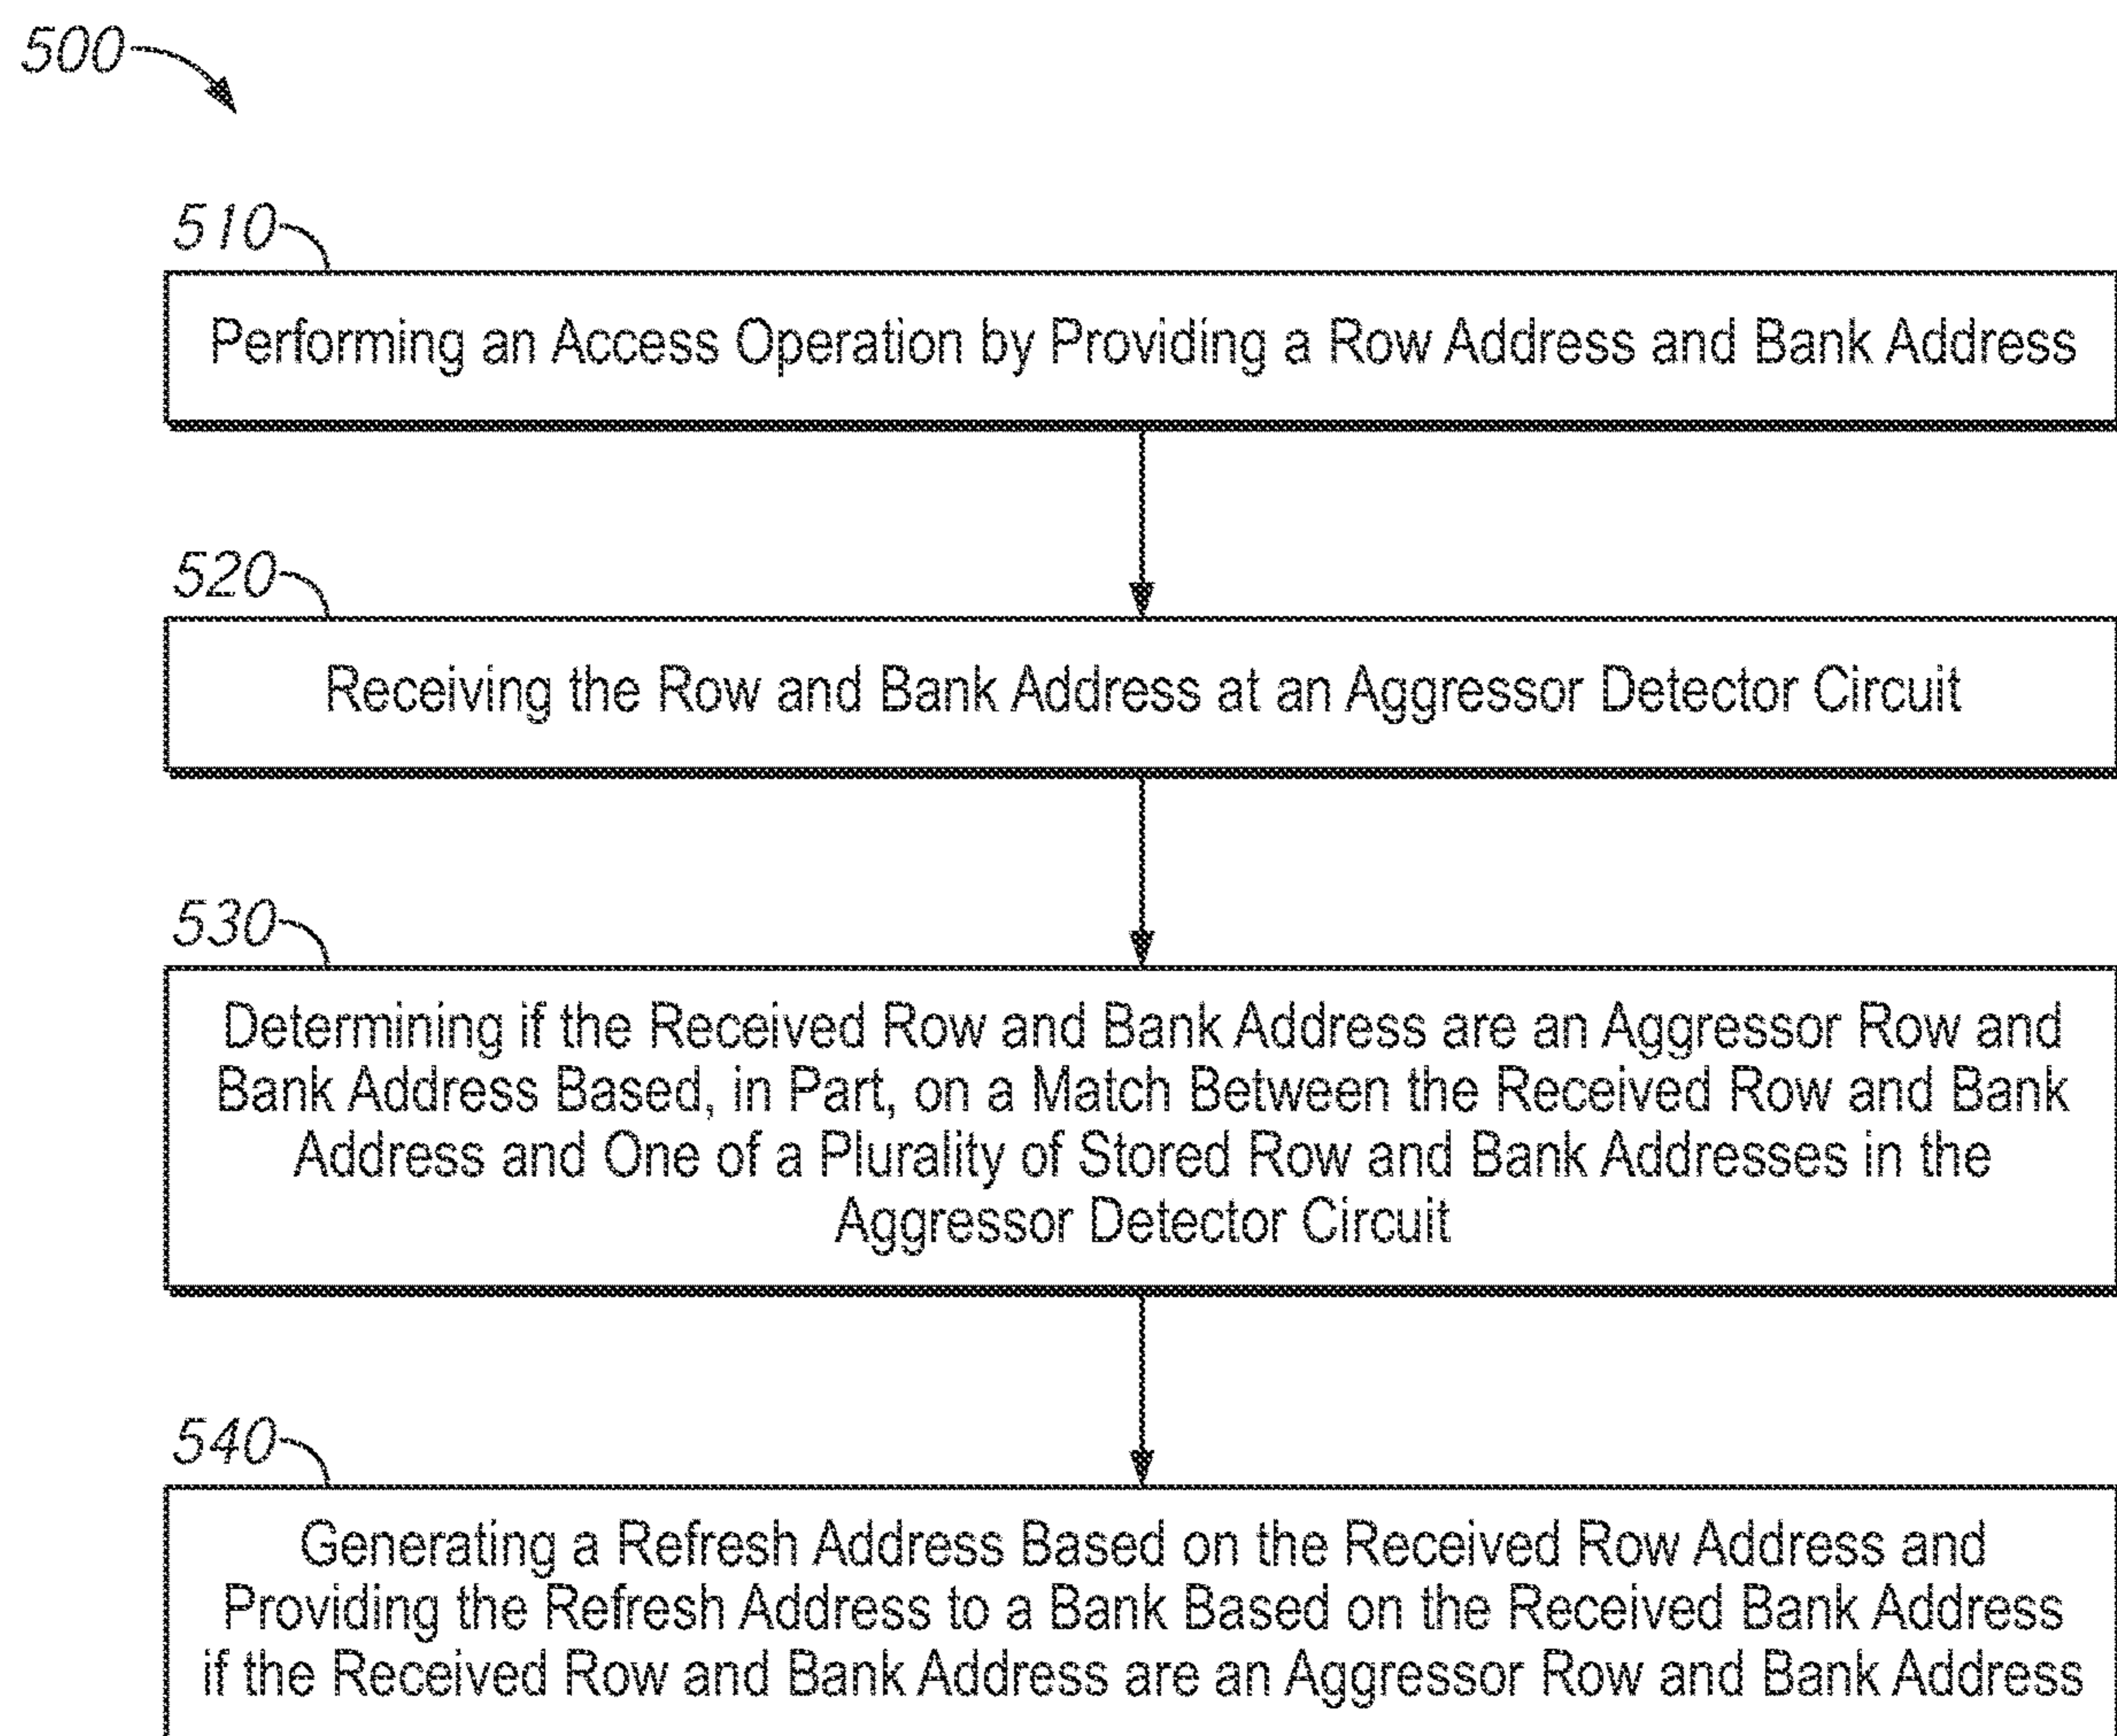 500
510
Performing an Access Operation by Providing a Row Address and Bank Address
520
Receiving the Row and Bank Address at an Aggressor Detector Circuit
530
Determining if the Received Row and Bank Address are an Aggressor Row and
Bank Address Based, in Part, on a Match Between the Received Row and Bank
Address and One of a Plurality of Stored Row and Bank Addresses in the
Aggressor Detector Circuit
540
Generating a Refresh Address Based on the Received Row Address and
Providing the Refresh Address to a Bank Based on the Received Bank Address
if the Received Row and Bank Address are an Aggressor Row and Bank Address